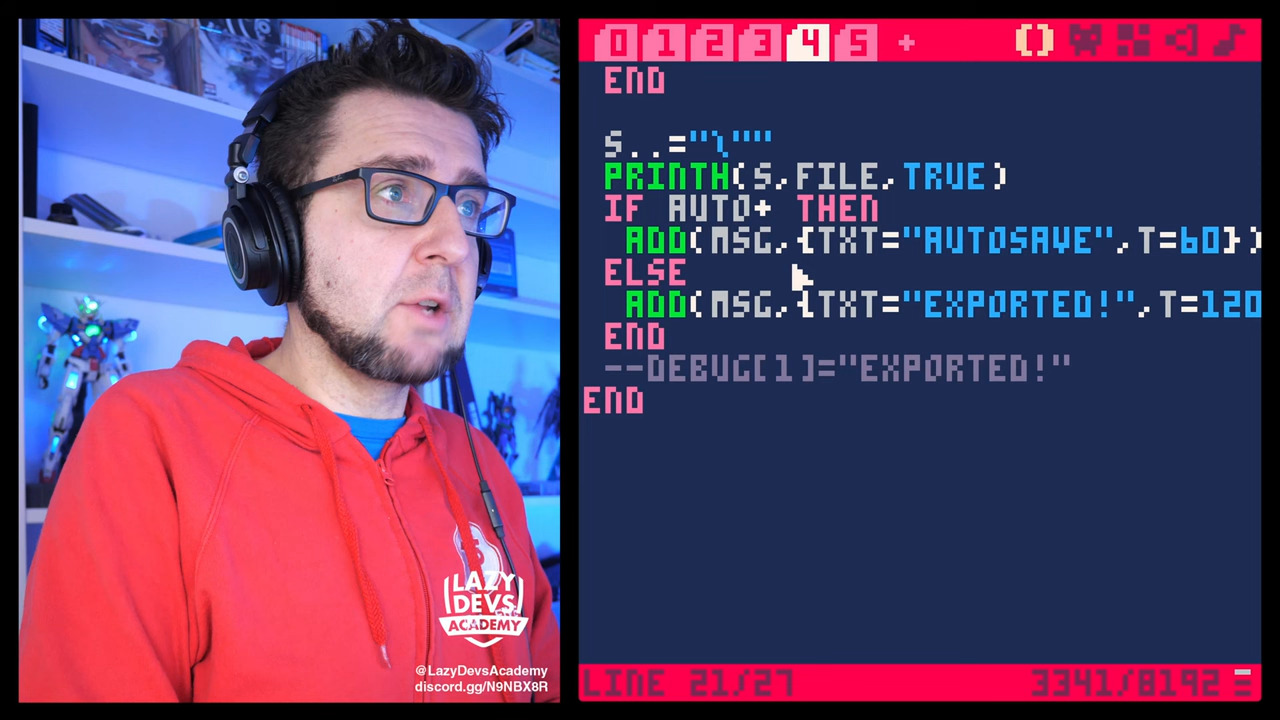 0 1 2 3 4 5 +
END
S..="\""
PRINTH(S,FILE,TRUE)
IF AUTO+ THEN
ADD(MSG,{TXT="AUTOSAVE",T=60})
ELSE
ADD(MSG,{TXT="EXPORTED!",T=120
END
--DEBUG[1]="EXPORTED!"
END
LINE 21/27
3341/8192
LAZY
DEVS
ACADEMY
@LazyDevsAcademy
discord.gg/N9NBX8R